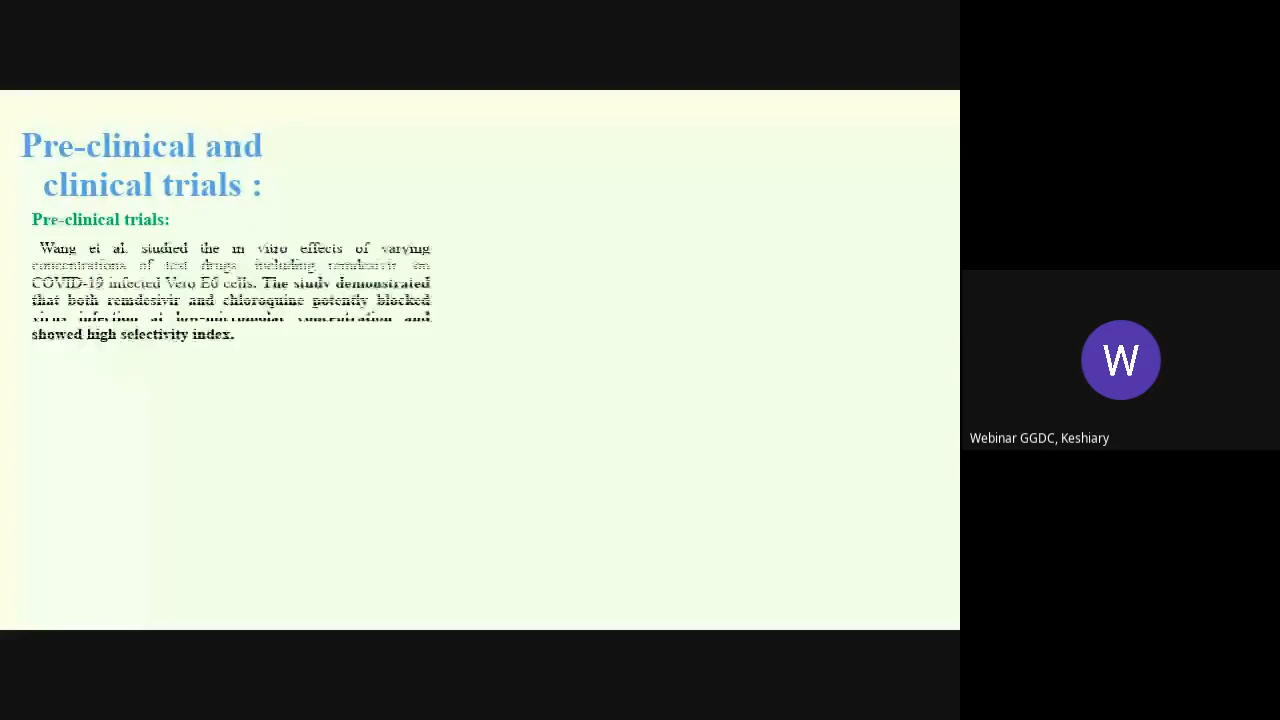 Pre-clinical and
clinical trials :
Pre-clinical trials:
Wang et al. studied the in vitro effects of varying
concentrations of test drugs, including remdesivir on
COVID-19 infected Vero E6 cells. The study demonstrated
that both remdesivir and chloroquine potently blocked
virus infection at low-micromolar concentration and
showed high selectivity index.
W
Webinar GGDC, Keshiary